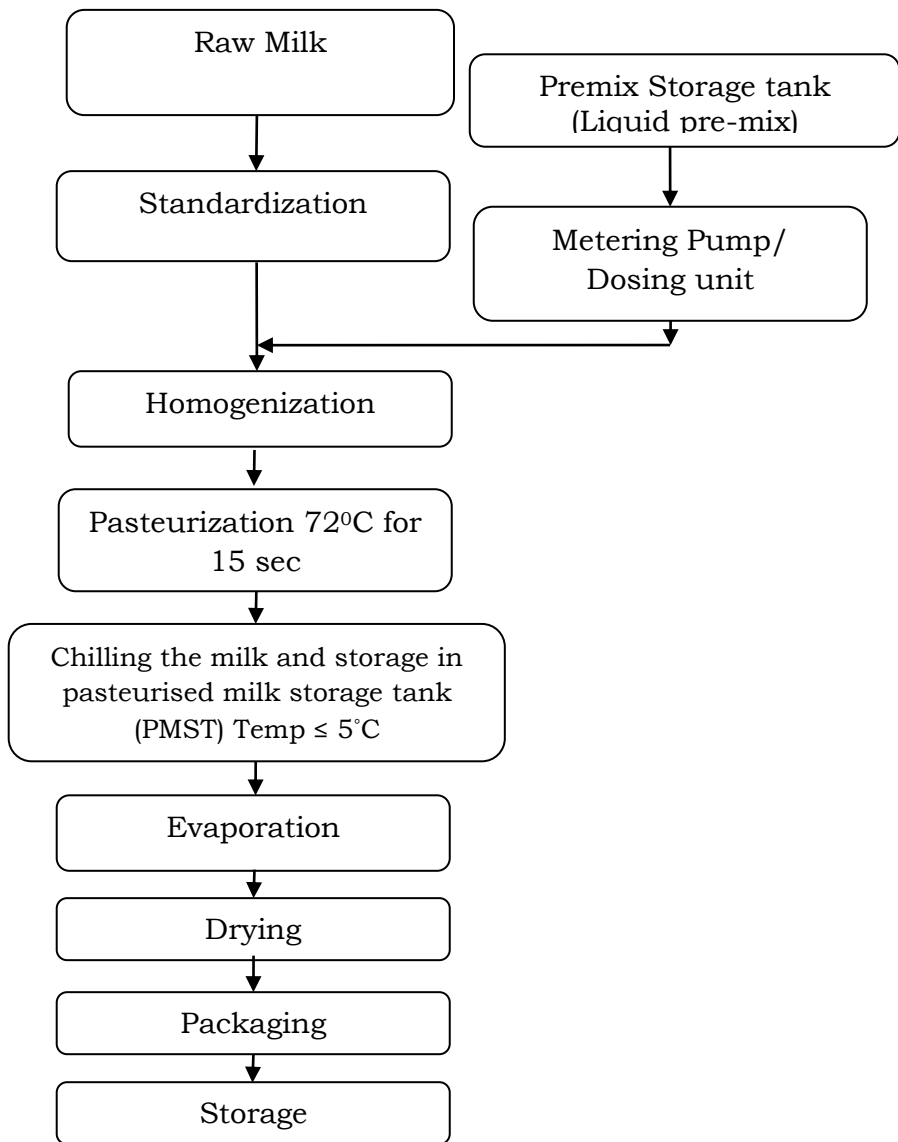 Raw Milk
Premix Storage tank
(Liquid pre-mix)
Standardization
Metering Pump/
Dosing unit
Homogenization
Pasteurization 72⁰C for
15 sec
Chilling the milk and storage in
pasteurised milk storage tank
(PMST) Temp ≤ 5˚C
Evaporation
Drying
Packaging
Storage